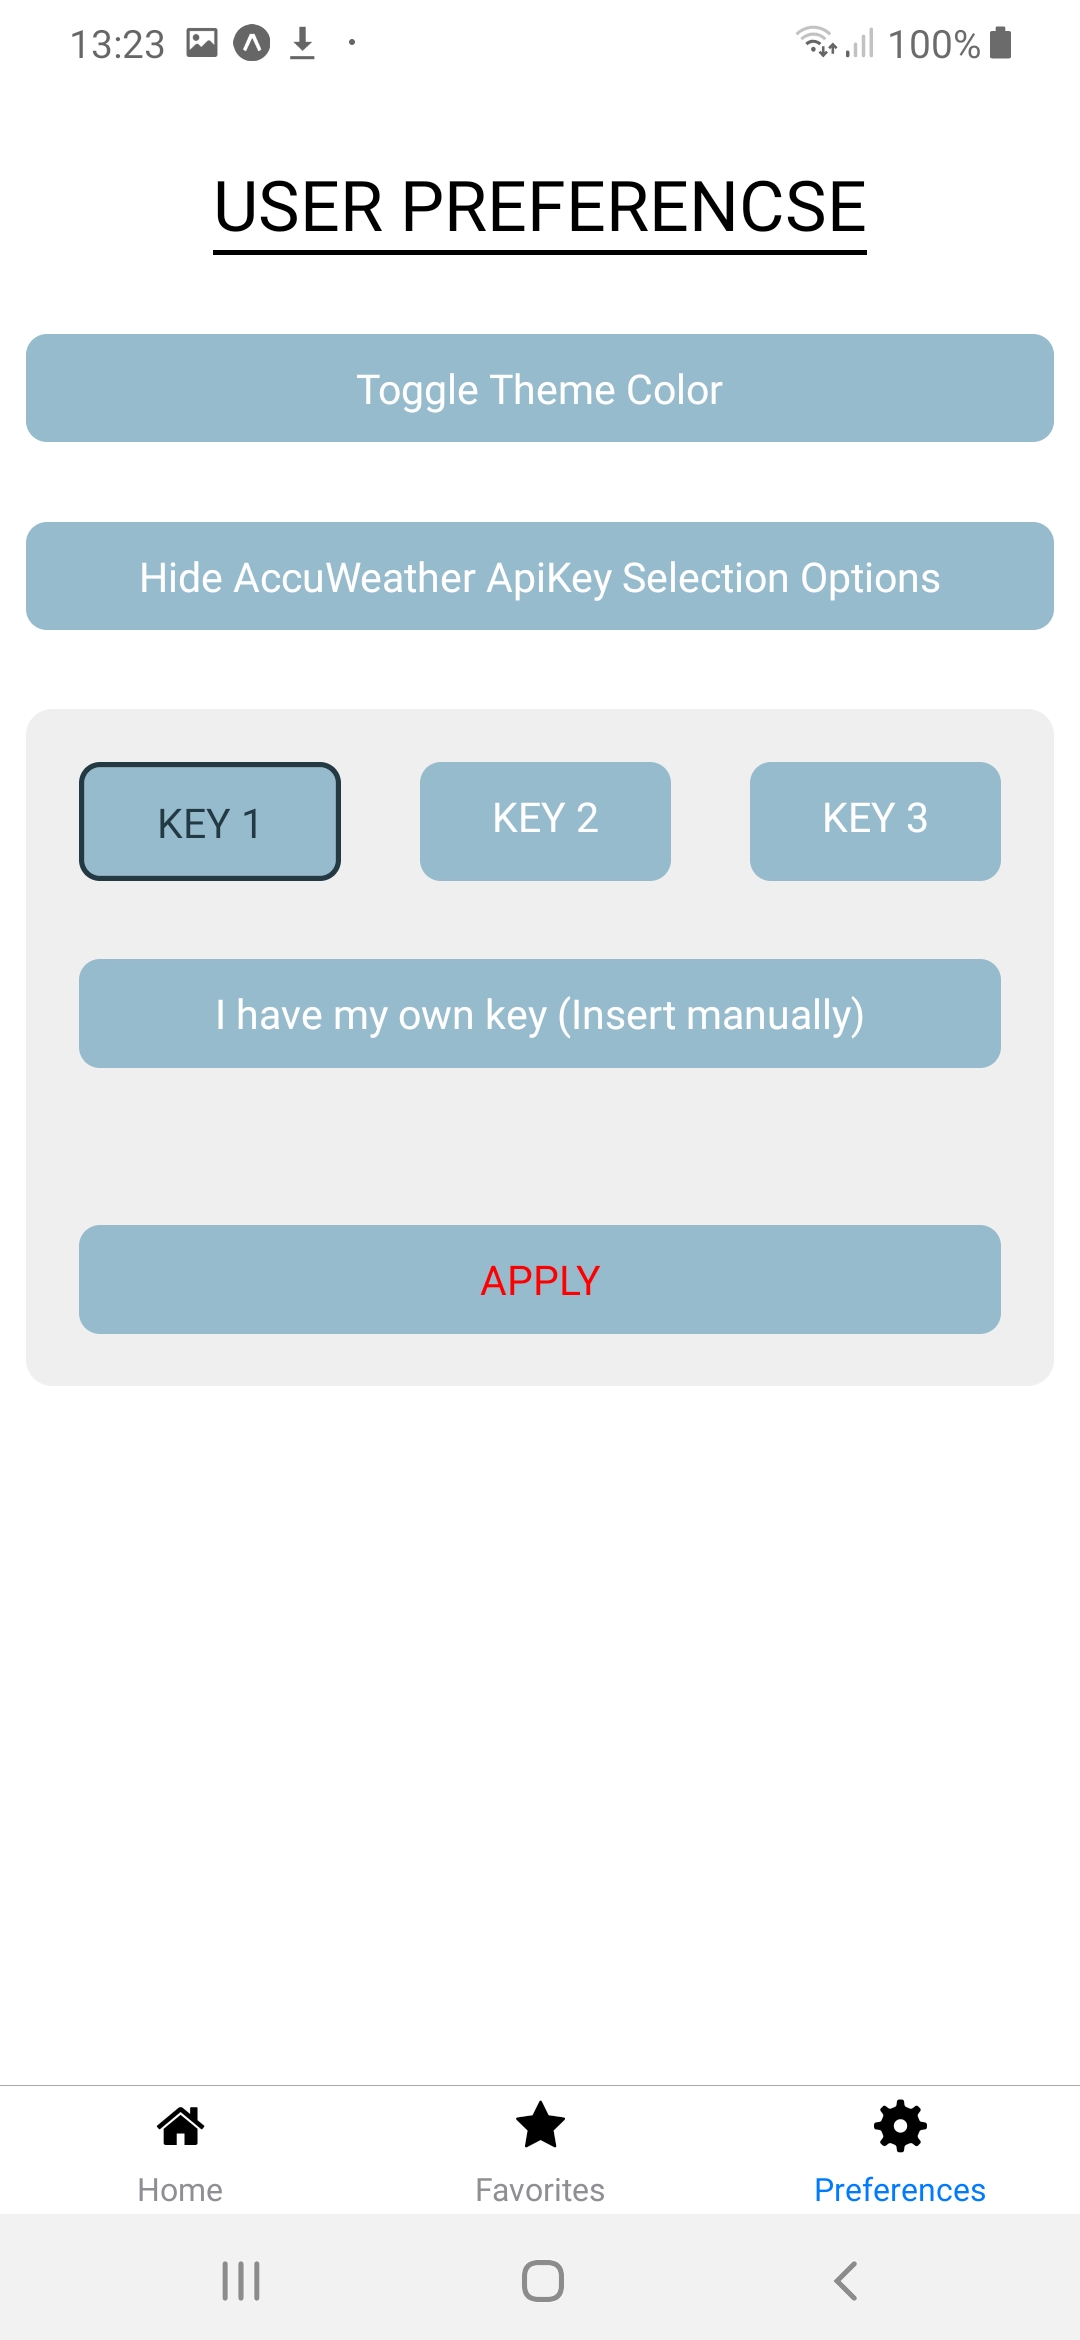 13:23 100%
USER PREFERENCSE
Toggle Theme Color
Hide AccuWeather ApiKey Selection Options
KEY 1 KEY 2 KEY 3
I have my own key (Insert manually)
APPLY
Home Favorites Preferences